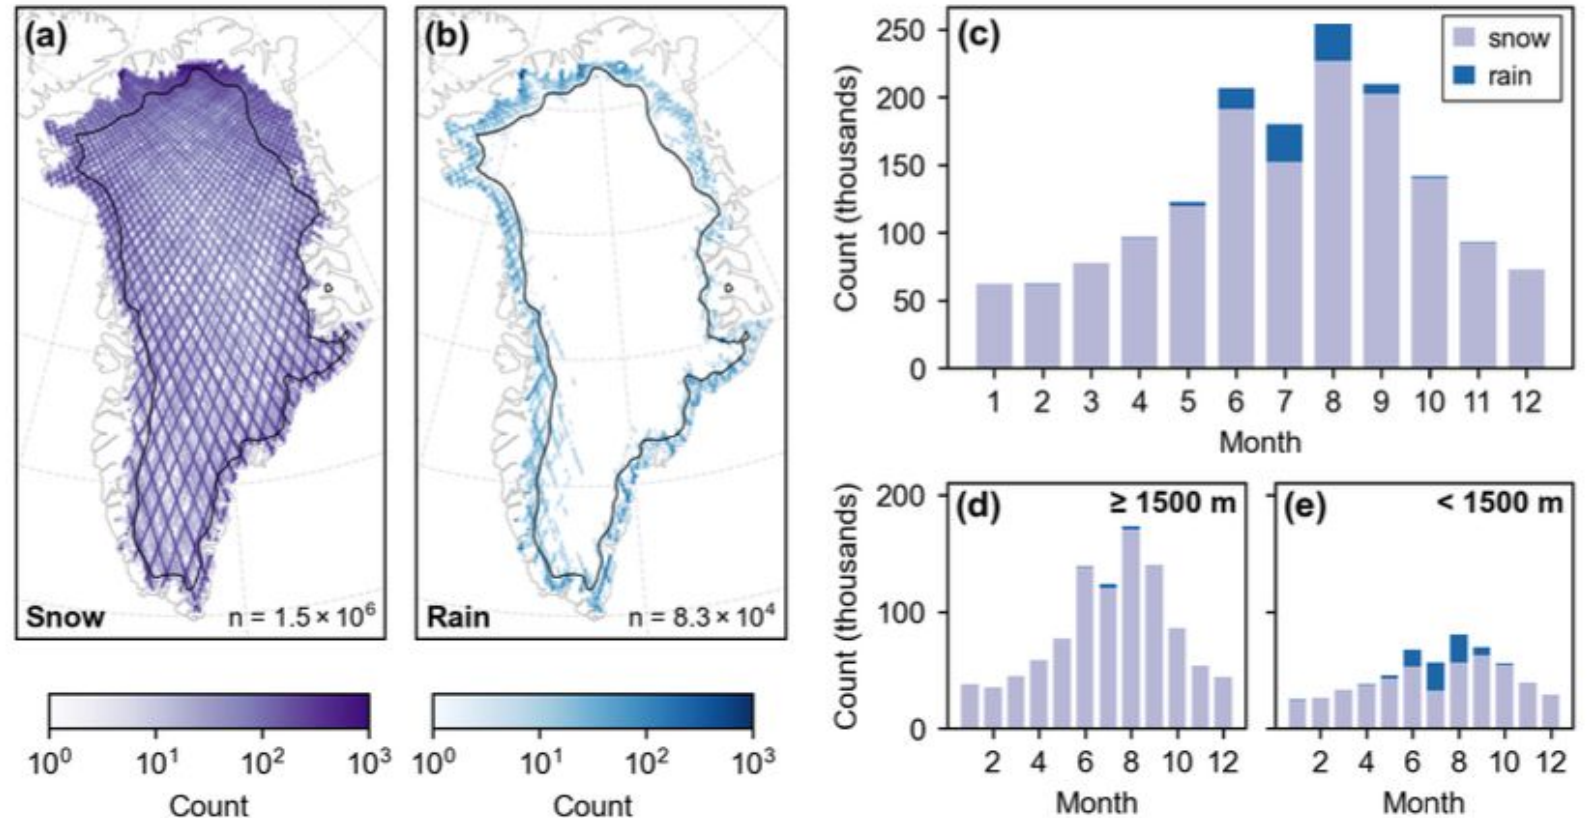 (a)
Snow
n = 1.5 × 10⁶
10⁰ 10¹ 10² 10³
Count
(b)
Rain
n = 8.3 × 10⁴
10⁰ 10¹ 10² 10³
Count
(c)
snow
rain
Count (thousands)
250
200
150
100
50
0
1 2 3 4 5 6 7 8 9 10 11 12
Month
(d)
≥ 1500 m
Count (thousands)
200
100
0
2 4 6 8 10 12
Month
(e)
< 1500 m
2 4 6 8 10 12
Month